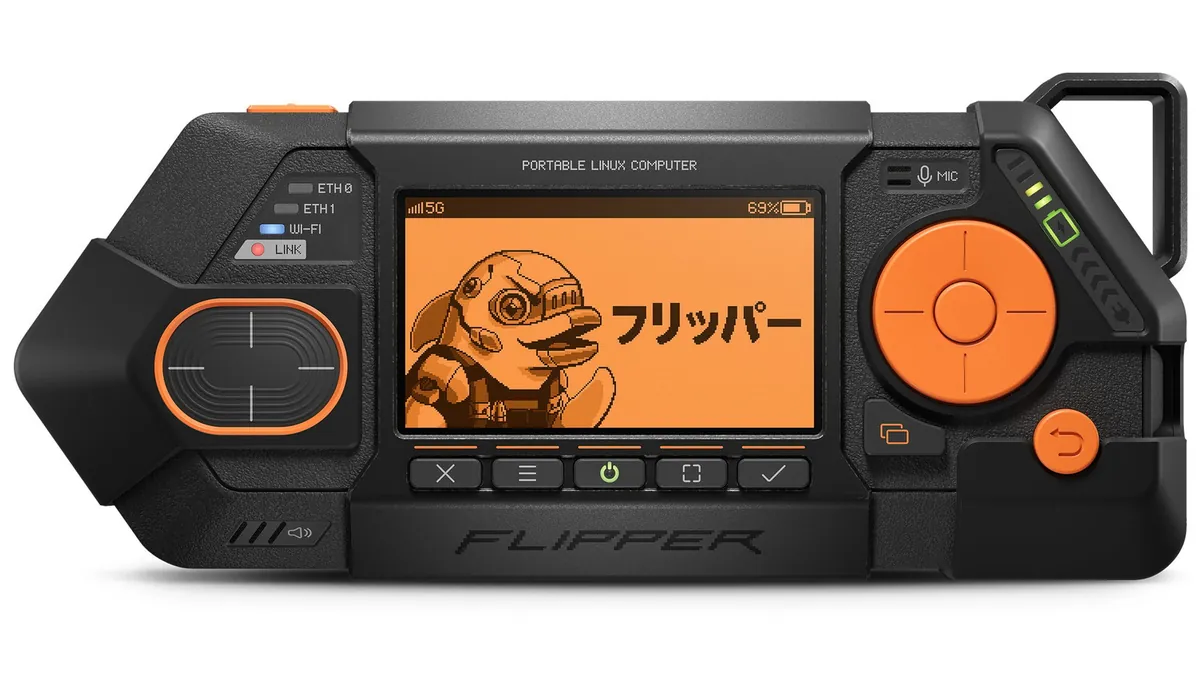 PORTABLE LINUX COMPUTER
ETH 0
ETH 1
WI-FI
LINK
5G
69%
フリッパー
MIC
FLIPPER